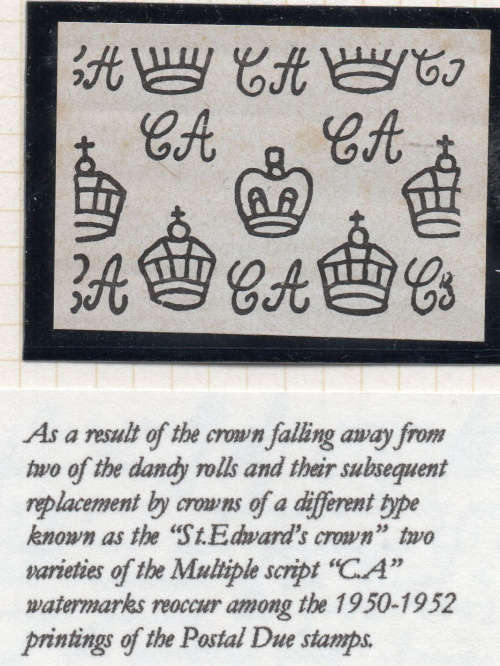 CA CA
CA CA
CA CA C
As a result of the crown falling away from
two of the dandy rolls and their subsequent
replacement by crowns of a different type
known as the "St.Edward's crown" two
varieties of the Multiple script "C.A"
watermarks reoccur among the 1950-1952
printings of the Postal Due stamps.